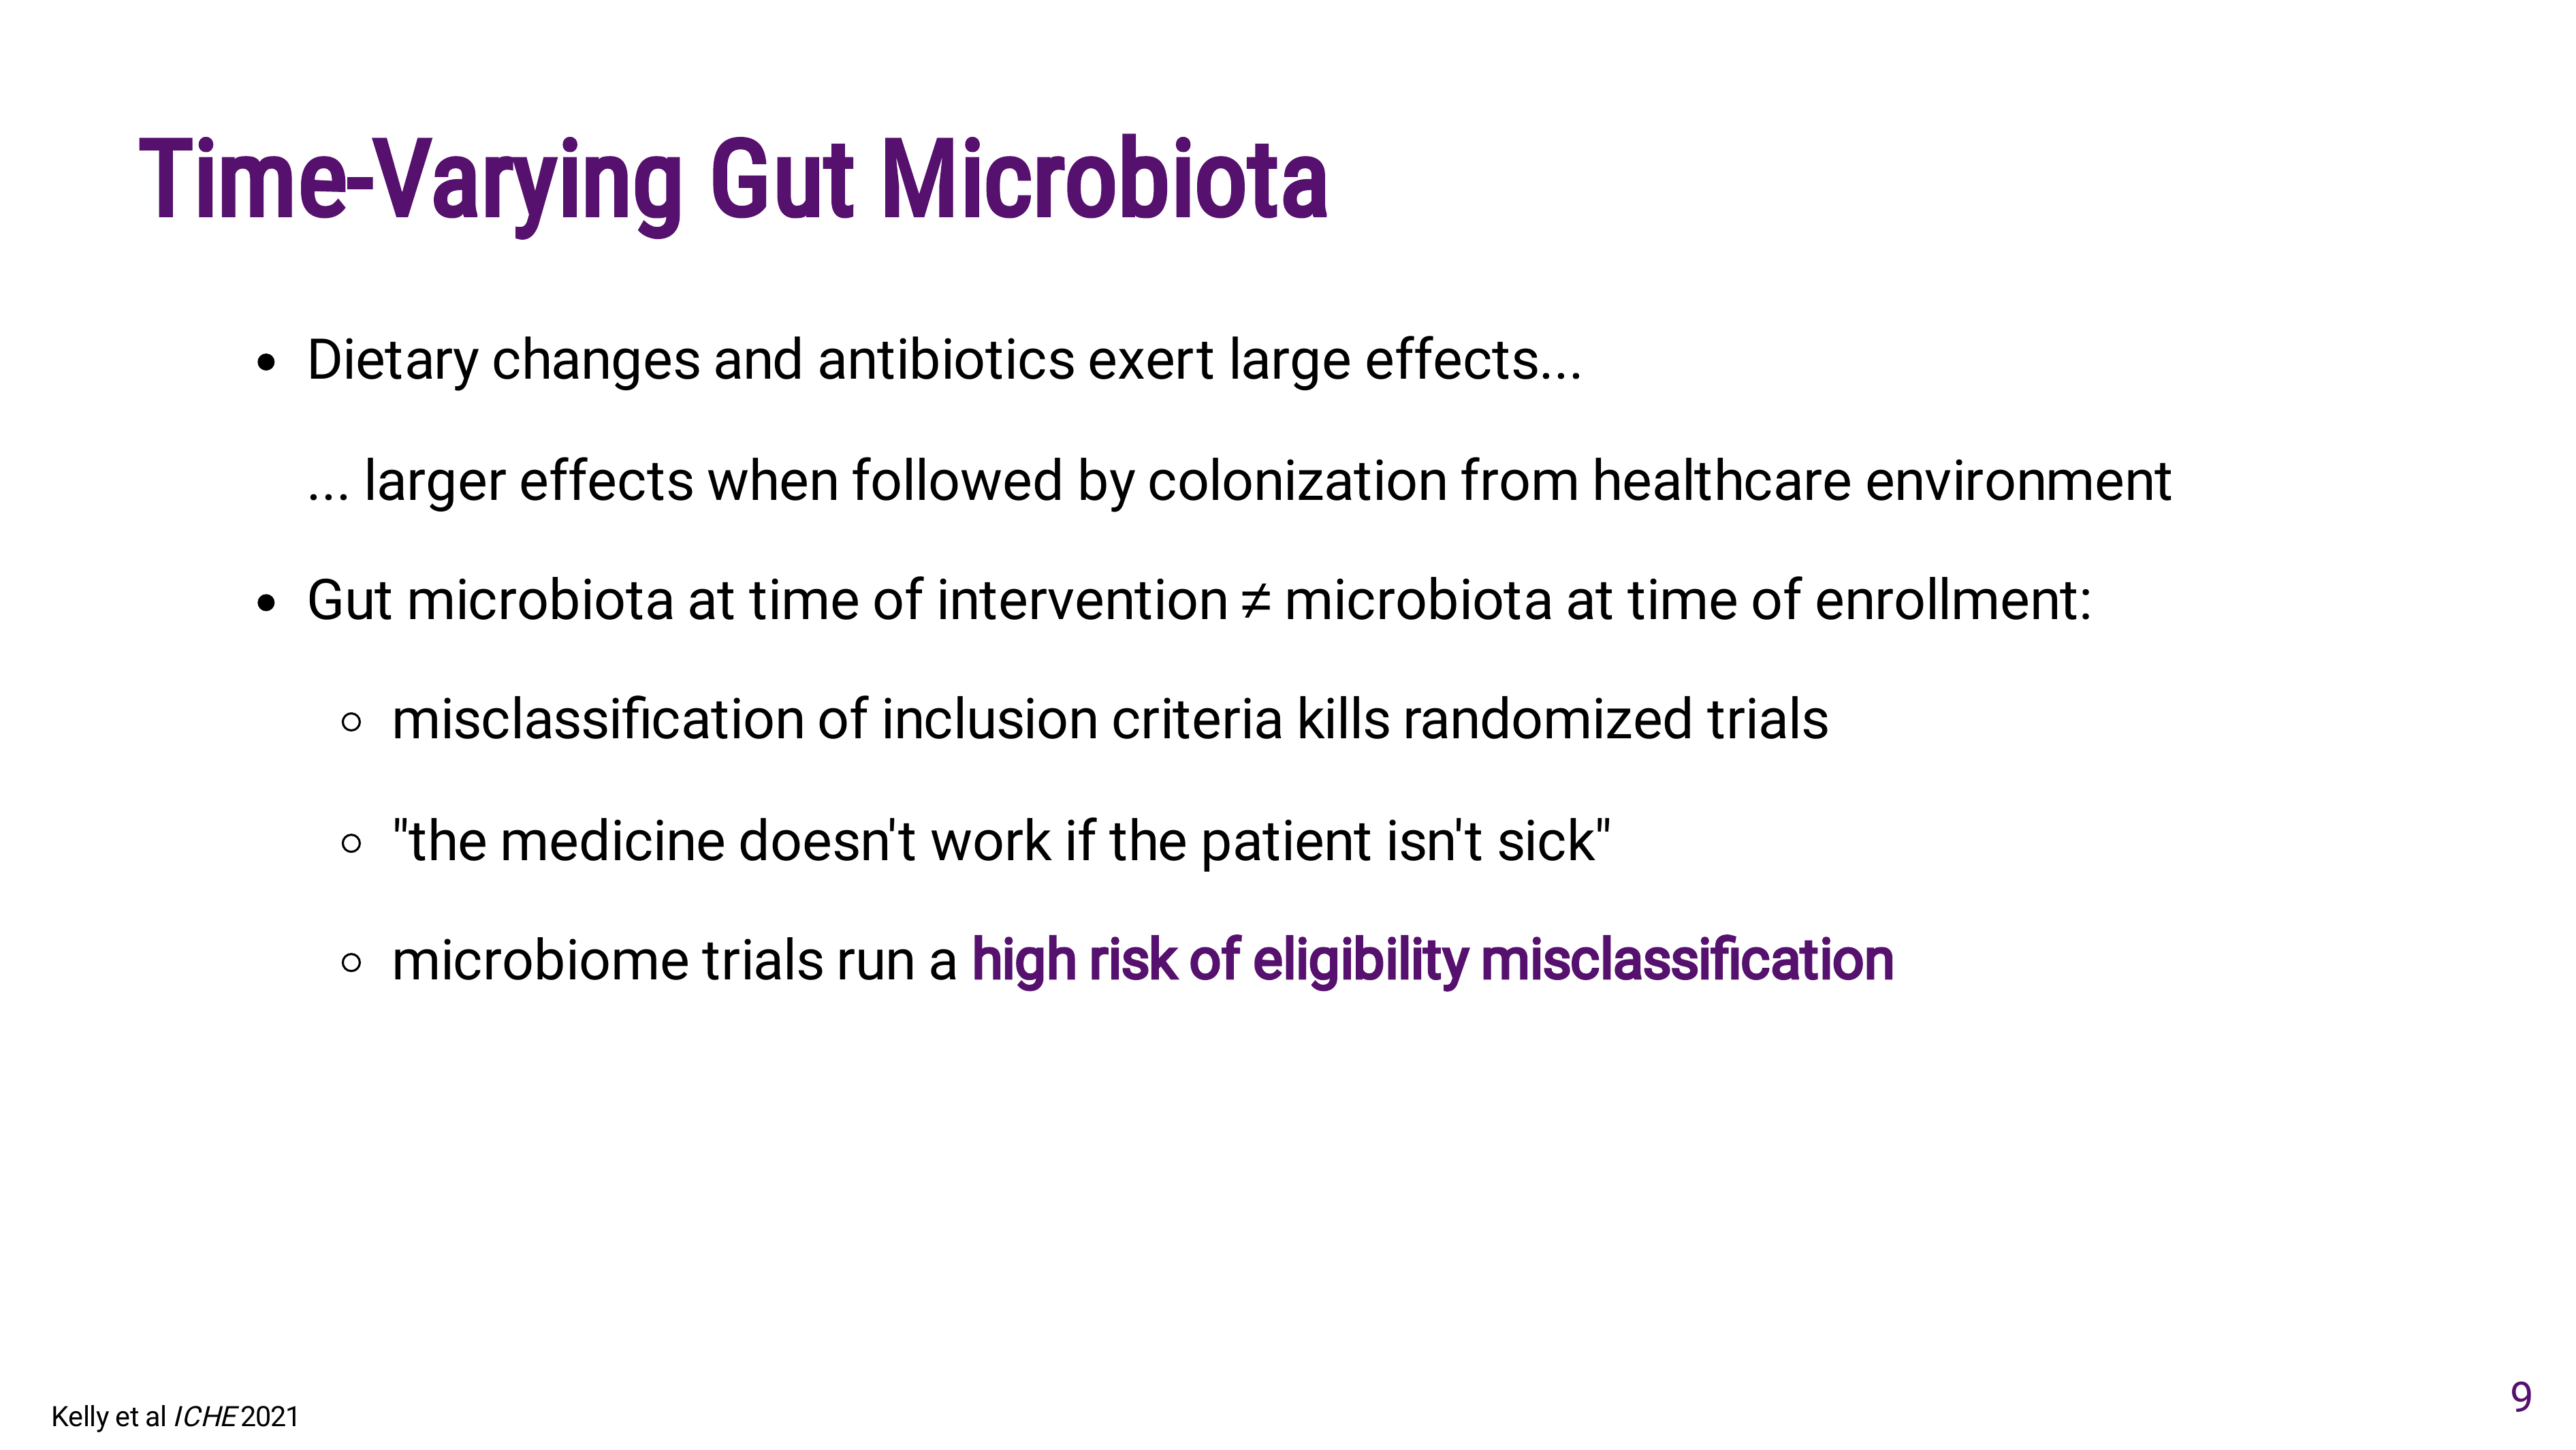 Time-Varying Gut Microbiota
• Dietary changes and antibiotics exert large effects...
... larger effects when followed by colonization from healthcare environment
• Gut microbiota at time of intervention ≠ microbiota at time of enrollment:
◦ misclassification of inclusion criteria kills randomized trials
◦ "the medicine doesn't work if the patient isn't sick"
◦ microbiome trials run a high risk of eligibility misclassification
Kelly et al ICHE 2021
9